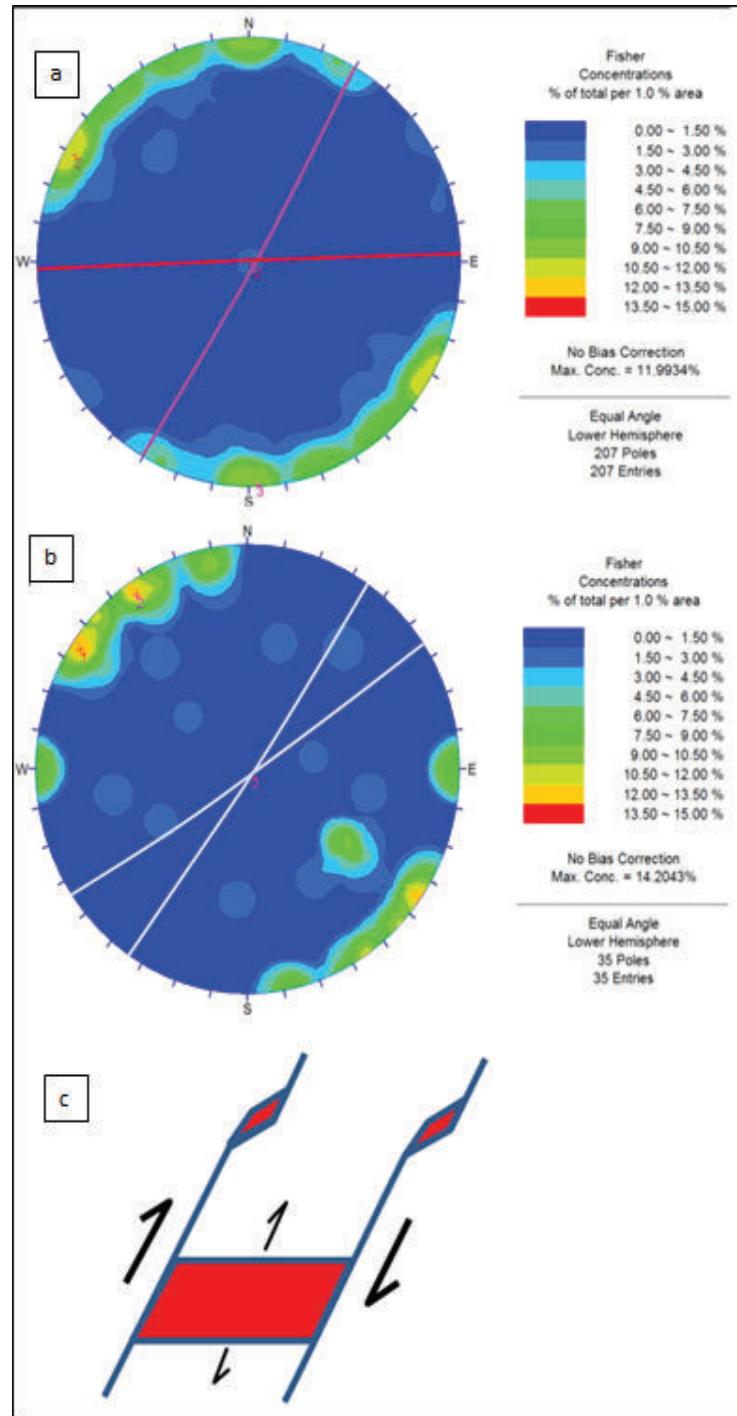 a
N
W
E
S
3
Fisher
Concentrations
% of total per 1.0 % area
0.00 ~ 1.50 %
1.50 ~ 3.00 %
3.00 ~ 4.50 %
4.50 ~ 6.00 %
6.00 ~ 7.50 %
7.50 ~ 9.00 %
9.00 ~ 10.50 %
10.50 ~ 12.00 %
12.00 ~ 13.50 %
13.50 ~ 15.00 %
No Bias Correction
Max. Conc. = 11.9934%
Equal Angle
Lower Hemisphere
207 Poles
207 Entries
b
N
W
E
S
Fisher
Concentrations
% of total per 1.0 % area
0.00 ~ 1.50 %
1.50 ~ 3.00 %
3.00 ~ 4.50 %
4.50 ~ 6.00 %
6.00 ~ 7.50 %
7.50 ~ 9.00 %
9.00 ~ 10.50 %
10.50 ~ 12.00 %
12.00 ~ 13.50 %
13.50 ~ 15.00 %
No Bias Correction
Max. Conc. = 14.2043%
Equal Angle
Lower Hemisphere
35 Poles
35 Entries
c